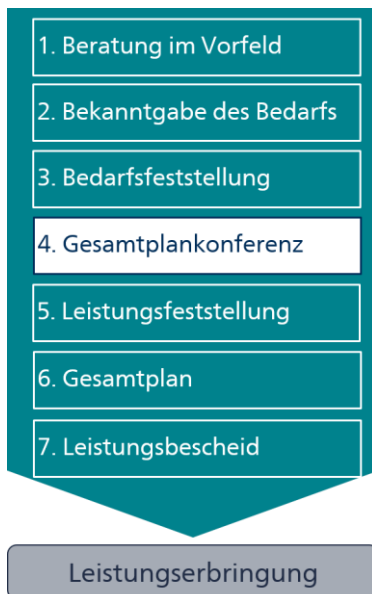 1. Beratung im Vorfeld
2. Bekanntgabe des Bedarfs
3. Bedarfsfeststellung
4. Gesamtplankonferenz
5. Leistungsfeststellung
6. Gesamtplan
7. Leistungsbescheid
Leistungserbringung